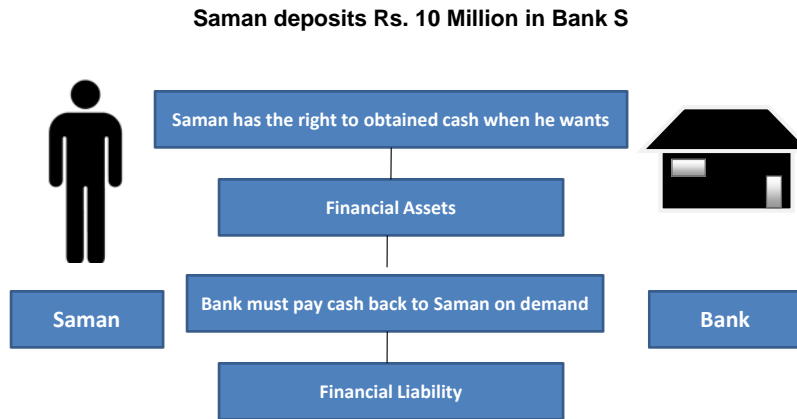 Saman deposits Rs. 10 Million in Bank S
Saman has the right to obtained cash when he wants
Financial Assets
Bank must pay cash back to Saman on demand
Saman
Bank
Financial Liability